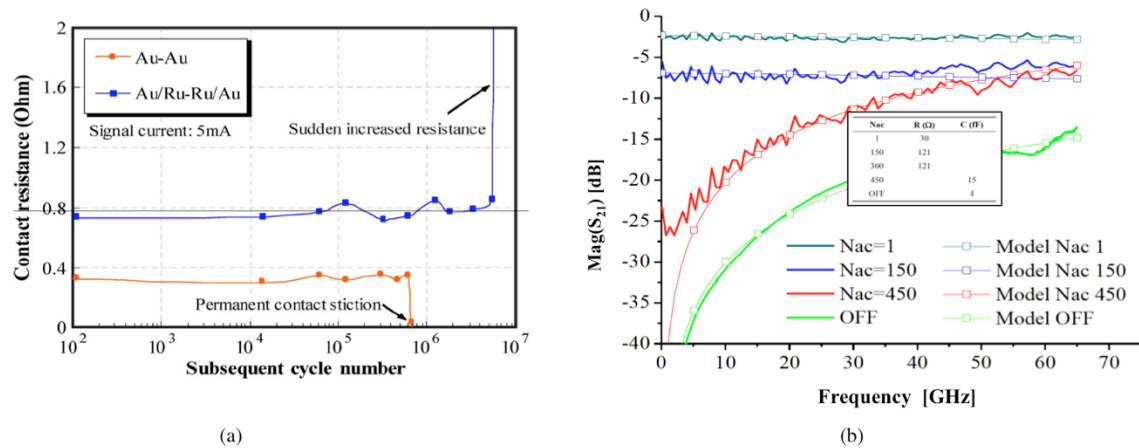 2
1.6
1.2
0.8
0.4
0
Contact resistance (Ohm)
Au-Au
Au/Ru-Ru/Au
Signal current: 5mA
Sudden increased resistance
Permanent contact stiction
10^2
10^3
10^4
10^5
10^6
10^7
Subsequent cycle number
(a)
0
-5
-10
-15
-20
-25
-30
-35
-40
Mag(S21) [dB]
Nac R (Ω) C (fF)
1 30
150 121
300 121
450 15
OFF 4
Nac=1 Model Nac 1
Nac=150 Model Nac 150
Nac=450 Model Nac 450
OFF Model OFF
0 10 20 30 40 50 60 70
Frequency [GHz]
(b)